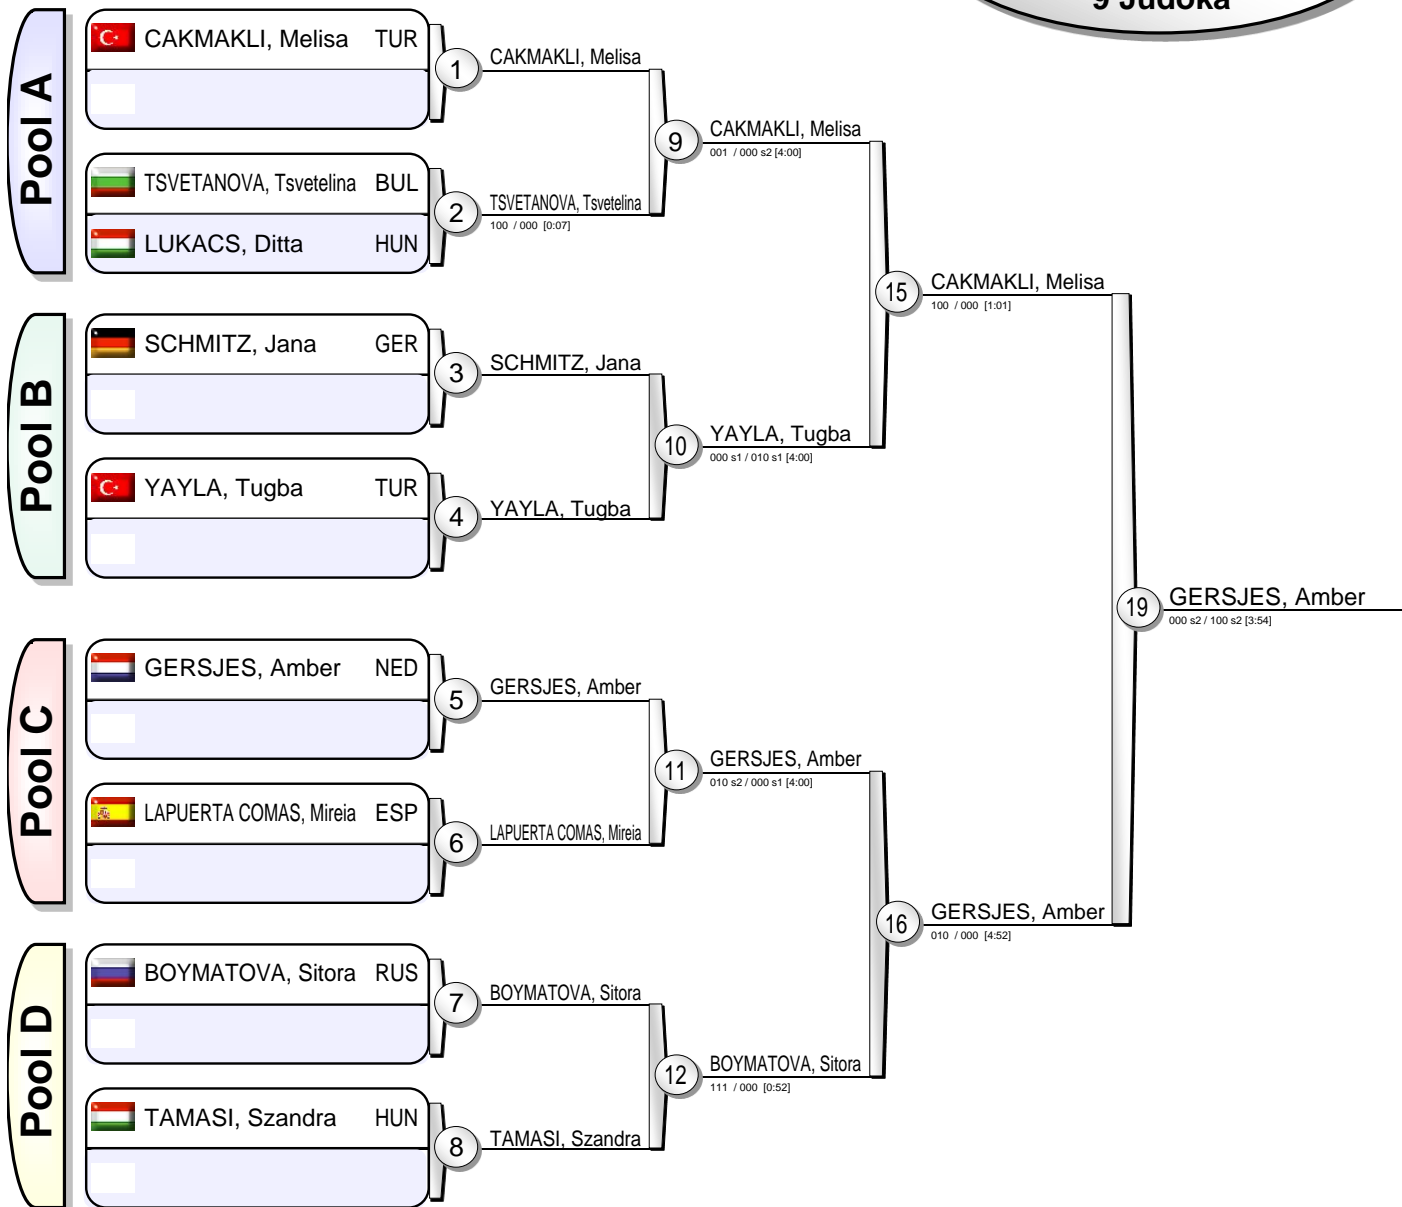 9 Judoka
Pool A
CAKMAKLI, Melisa TUR
TSVETANOVA, Tsvetelina BUL
LUKACS, Ditta HUN
Pool B
SCHMITZ, Jana GER
YAYLA, Tugba TUR
Pool C
GERSJES, Amber NED
LAPUERTA COMAS, Mireia ESP
Pool D
BOYMATOVA, Sitora RUS
TAMASI, Szandra HUN
1
CAKMAKLI, Melisa
2
TSVETANOVA, Tsvetelina
100 / 000 [0:07]
3
SCHMITZ, Jana
4
YAYLA, Tugba
5
GERSJES, Amber
6
LAPUERTA COMAS, Mireia
7
BOYMATOVA, Sitora
8
TAMASI, Szandra
9
CAKMAKLI, Melisa
001 / 000 s2 [4:00]
10
YAYLA, Tugba
000 s1 / 010 s1 [4:00]
11
GERSJES, Amber
010 s2 / 000 s1 [4:00]
12
BOYMATOVA, Sitora
111 / 000 [0:52]
15
CAKMAKLI, Melisa
100 / 000 [1:01]
16
GERSJES, Amber
010 / 000 [4:52]
19
GERSJES, Amber
000 s2 / 100 s2 [3:54]